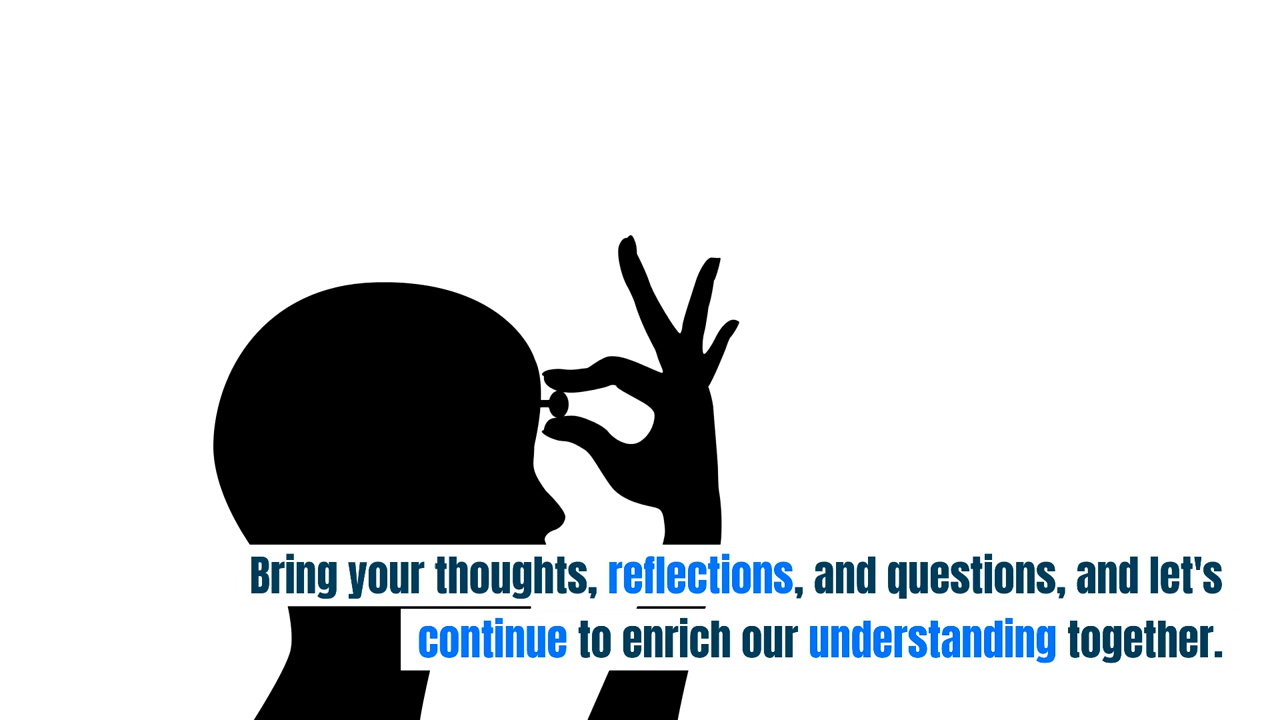 Bring your thoughts, reflections, and questions, and let's
continue to enrich our understanding together.